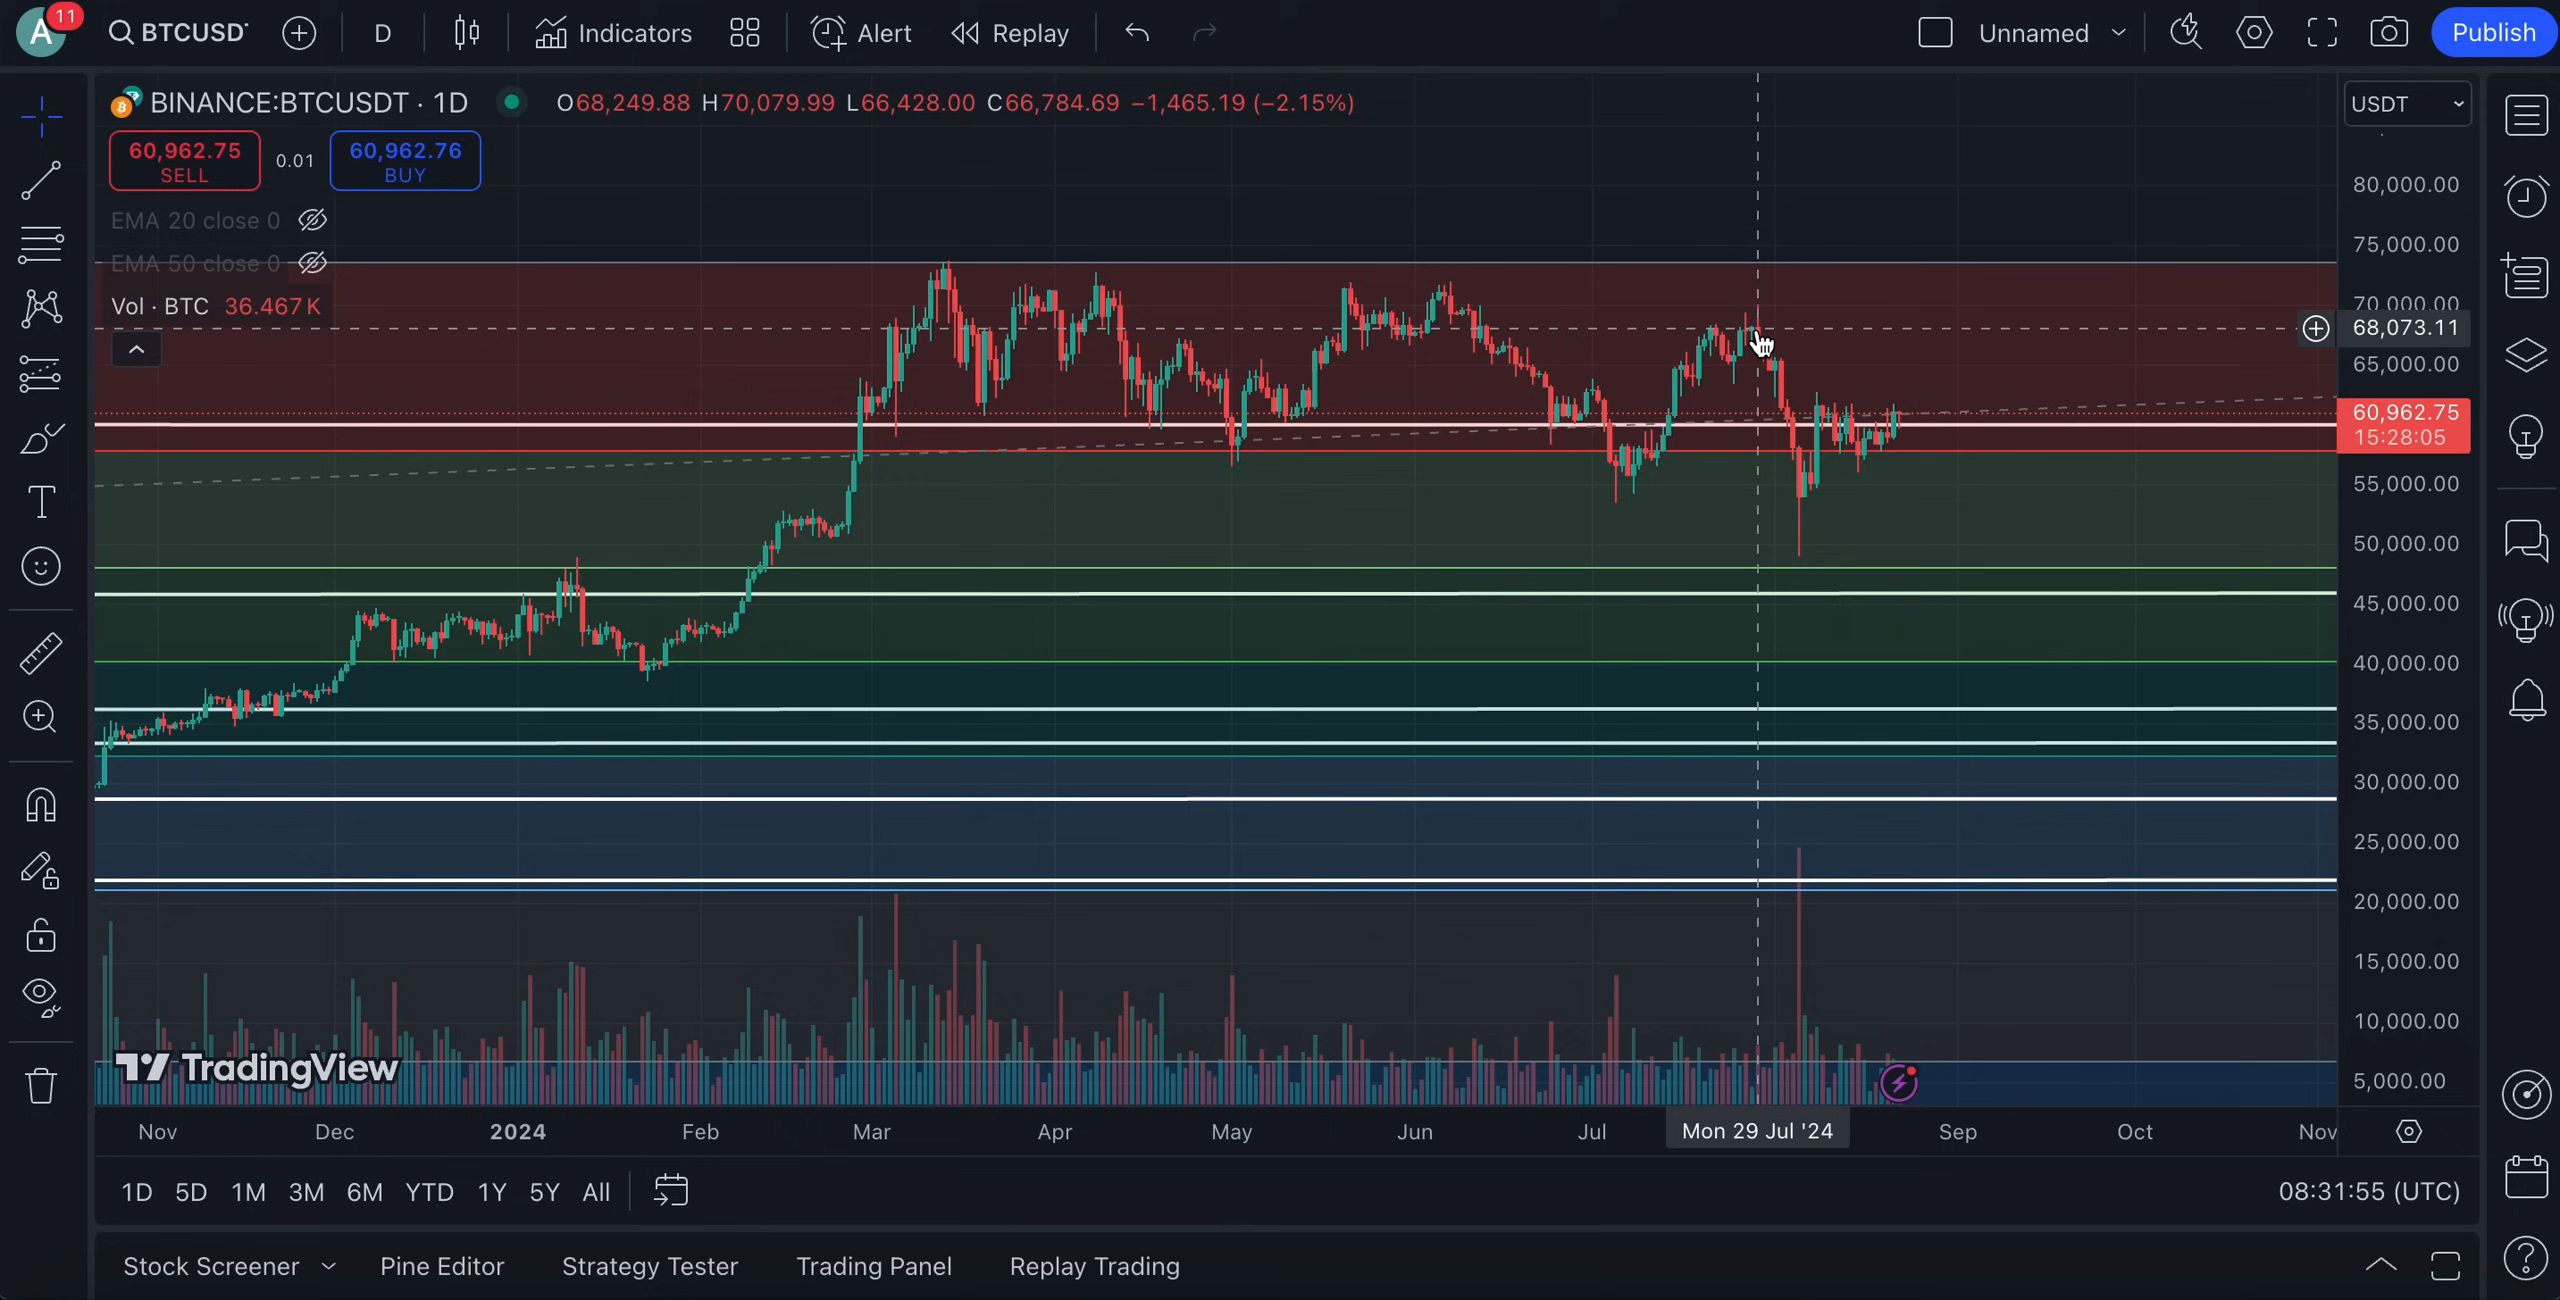 A 11 BTCUSDT D Indicators Alert Replay Unnamed Publish
BINANCE:BTCUSDT · 1D O68,249.88 H70,079.99 L66,428.00 C66,784.69 −1,465.19 (−2.15%) USDT
60,962.75 0.01 60,962.76
SELL BUY
EMA 20 close 0
EMA 50 close 0
Vol · BTC 36.467K
80,000.00
75,000.00
70,000.00
68,073.11
65,000.00
60,962.75
15:28:05
55,000.00
50,000.00
45,000.00
40,000.00
35,000.00
30,000.00
25,000.00
20,000.00
15,000.00
10,000.00
5,000.00
TradingView
Nov Dec 2024 Feb Mar Apr May Jun Jul Mon 29 Jul '24 Sep Oct Nov
1D 5D 1M 3M 6M YTD 1Y 5Y All 08:31:55 (UTC)
Stock Screener Pine Editor Strategy Tester Trading Panel Replay Trading